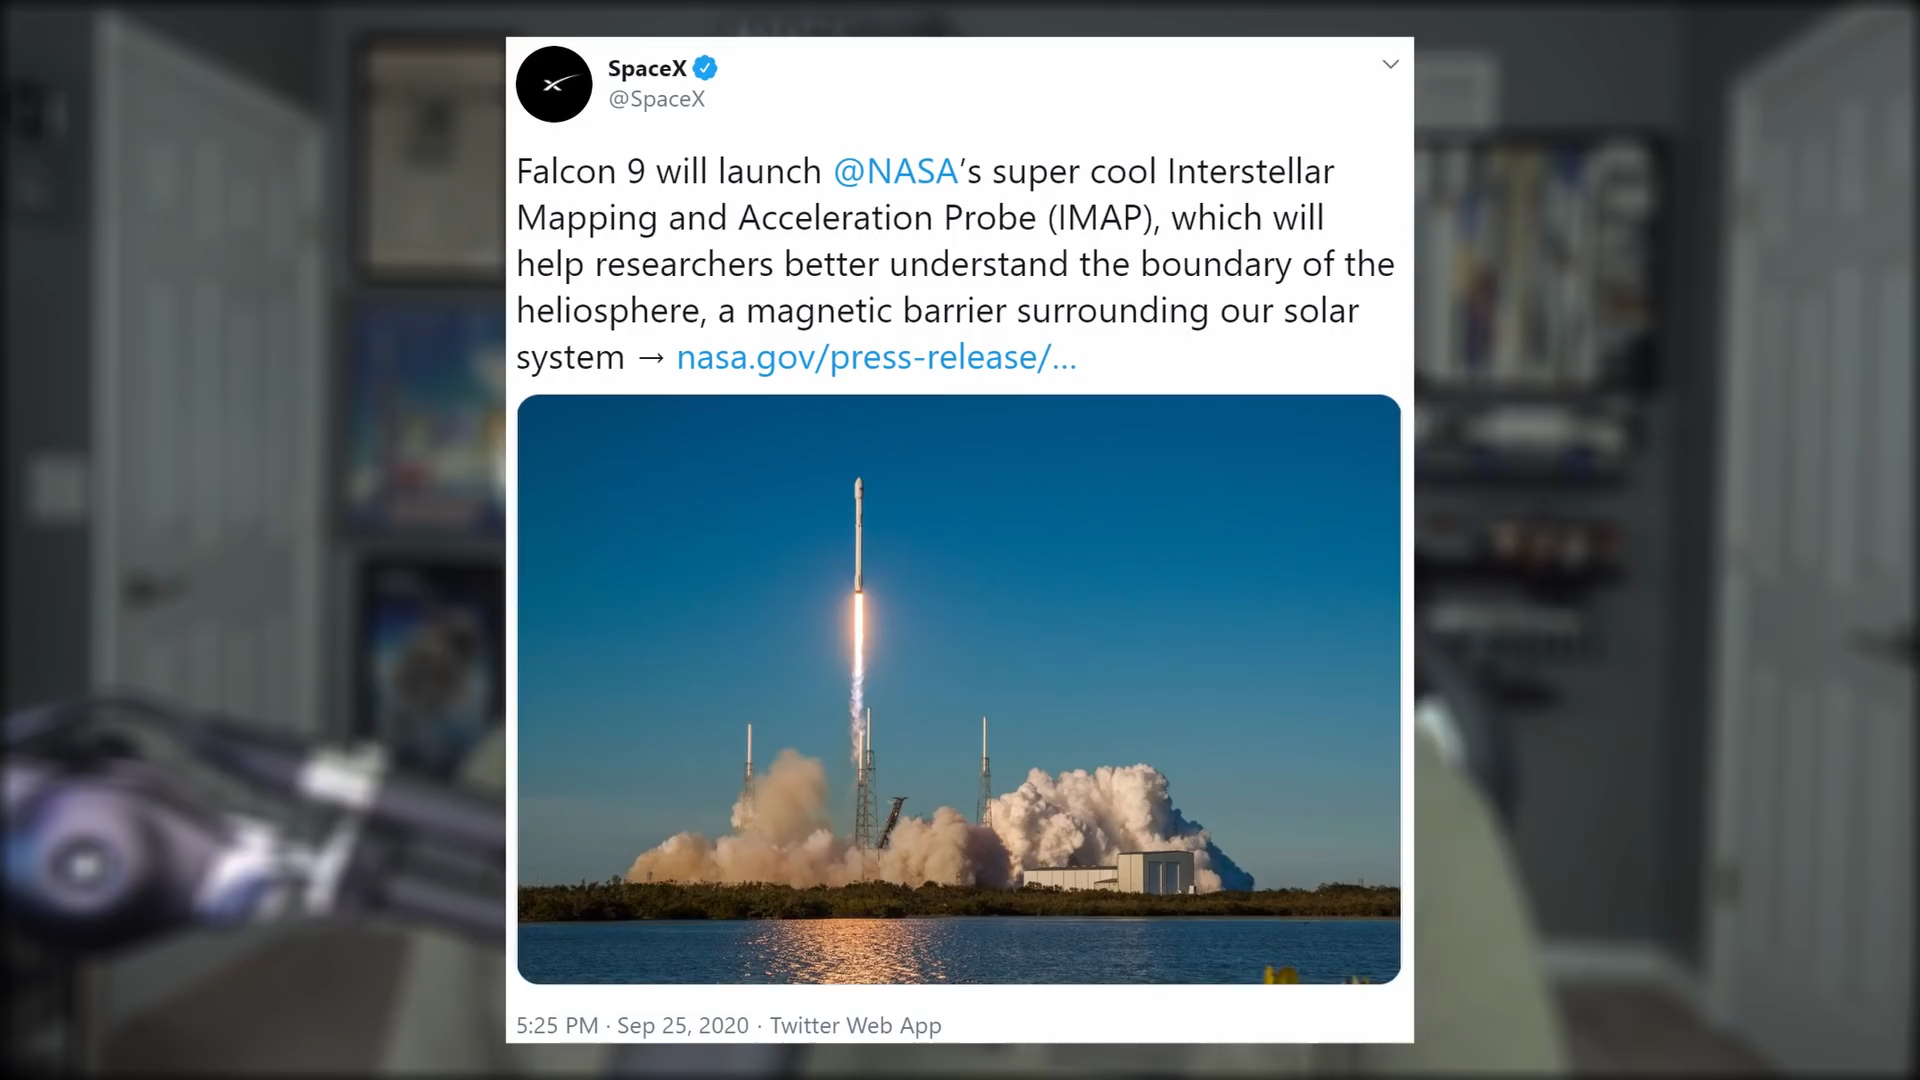 SpaceX
@SpaceX
Falcon 9 will launch @NASA’s super cool Interstellar
Mapping and Acceleration Probe (IMAP), which will
help researchers better understand the boundary of the
heliosphere, a magnetic barrier surrounding our solar
system → nasa.gov/press-release/…
5:25 PM · Sep 25, 2020 · Twitter Web App